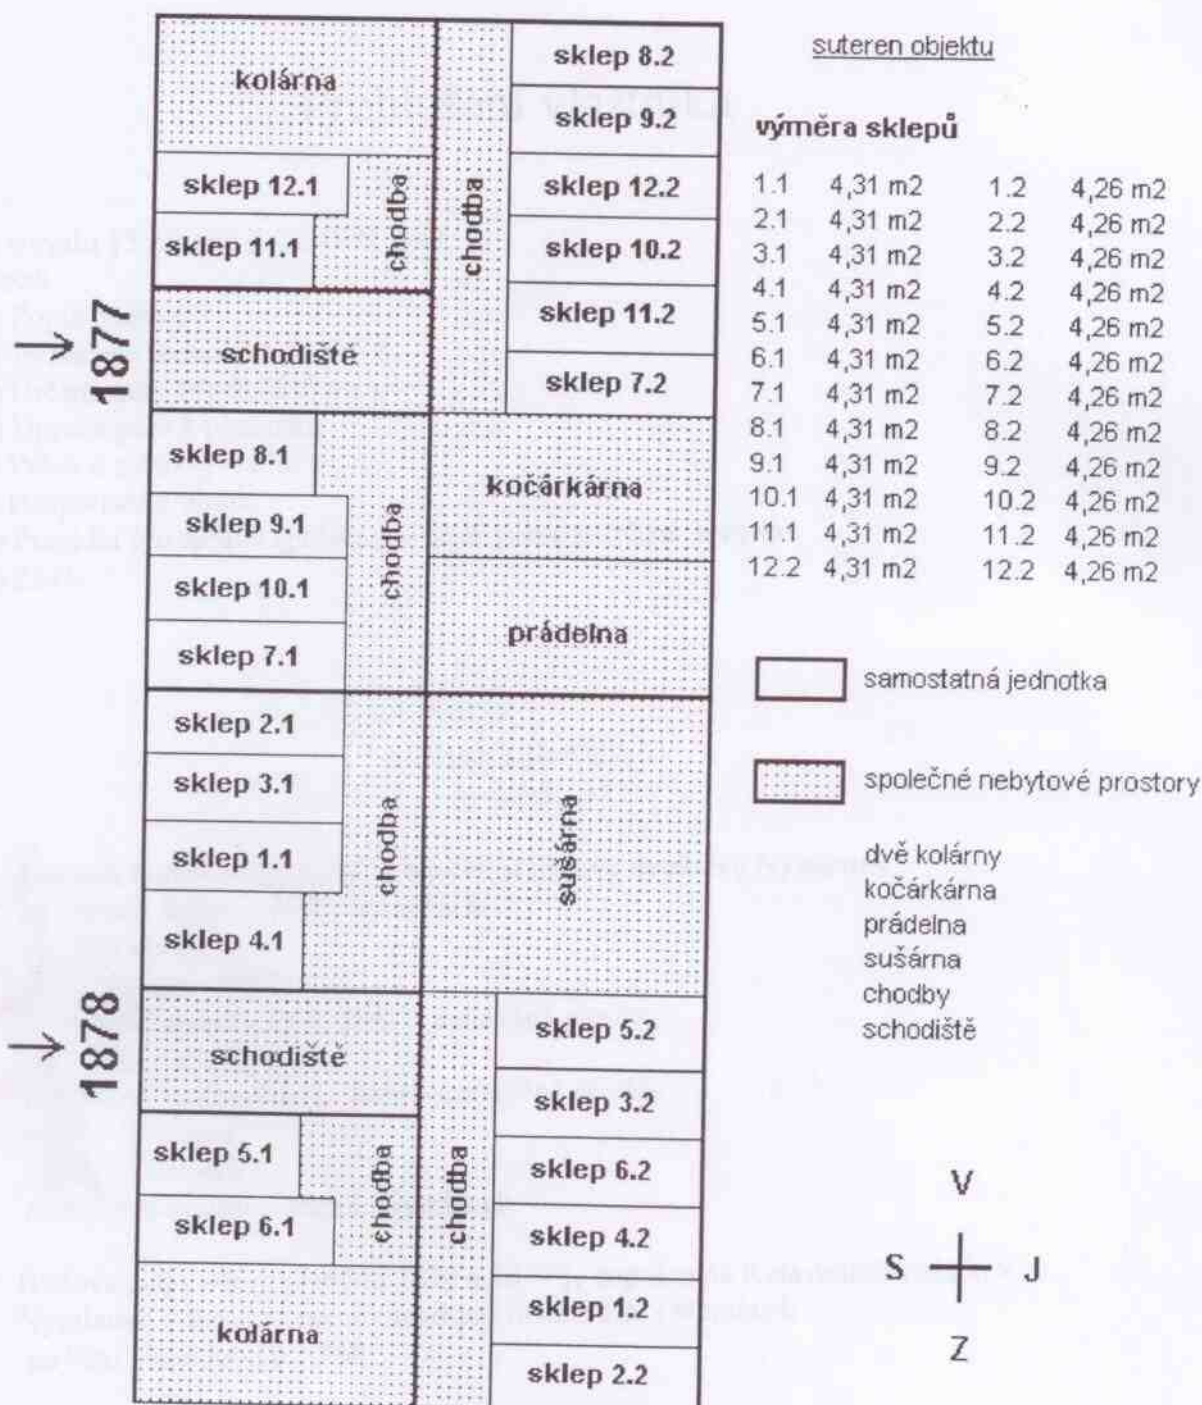 suteren objektu
výměra sklepů
1.1 4,31 m2 1.2 4,26 m2
2.1 4,31 m2 2.2 4,26 m2
3.1 4,31 m2 3.2 4,26 m2
4.1 4,31 m2 4.2 4,26 m2
5.1 4,31 m2 5.2 4,26 m2
6.1 4,31 m2 6.2 4,26 m2
7.1 4,31 m2 7.2 4,26 m2
8.1 4,31 m2 8.2 4,26 m2
9.1 4,31 m2 9.2 4,26 m2
10.1 4,31 m2 10.2 4,26 m2
11.1 4,31 m2 11.2 4,26 m2
12.2 4,31 m2 12.2 4,26 m2
samostatná jednotka
společné nebytové prostory
dvě kolárny
kočárkárna
prádelna
sušárna
chodby
schodiště
V
S J
Z
kolárna
sklep 12.1
chodba
sklep 11.1
1877
schodiště
sklep 8.1
sklep 9.1
chodba
sklep 10.1
sklep 7.1
sklep 2.1
sklep 3.1
chodba
sklep 1.1
sklep 4.1
1878
schodiště
sklep 5.1
chodba
sklep 6.1
kolárna
chodba
sklep 8.2
sklep 9.2
sklep 12.2
sklep 10.2
sklep 11.2
sklep 7.2
kočárkárna
prádelna
sušárna
chodba
sklep 5.2
sklep 3.2
sklep 6.2
sklep 4.2
sklep 1.2
sklep 2.2